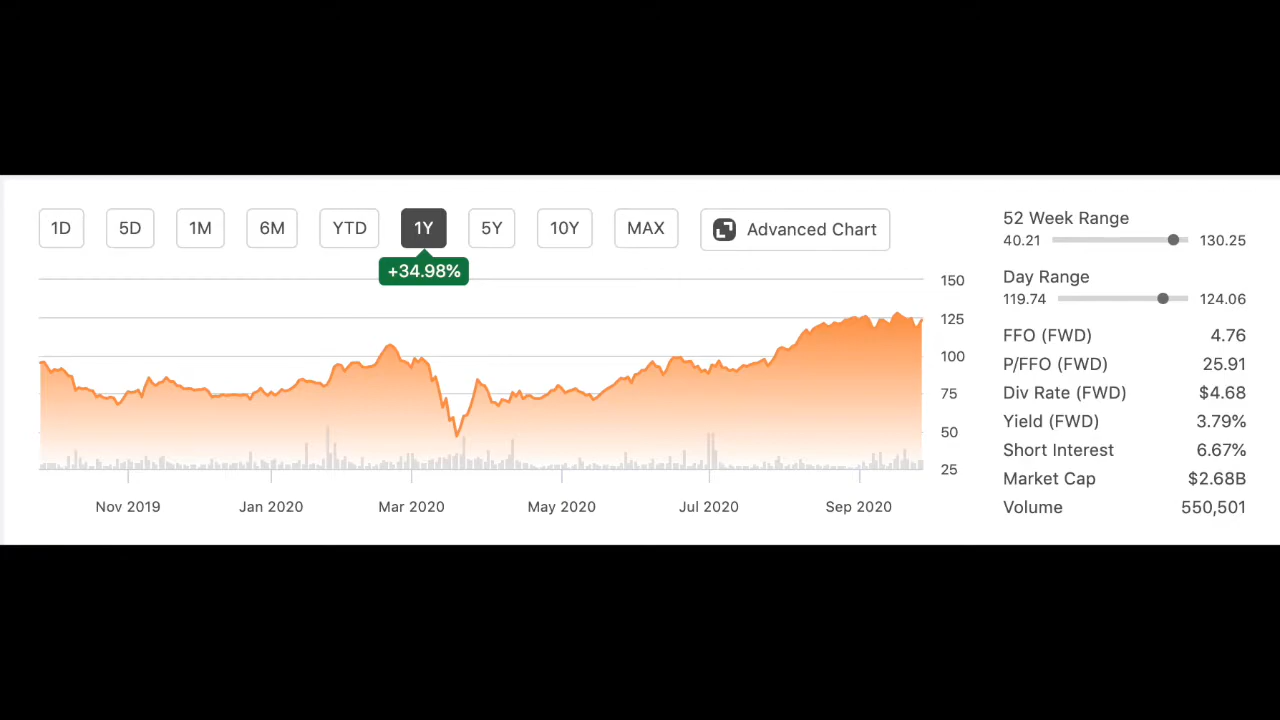 1D 5D 1M 6M YTD 1Y 5Y 10Y MAX Advanced Chart
+34.98%
150
125
100
75
50
25
Nov 2019 Jan 2020 Mar 2020 May 2020 Jul 2020 Sep 2020
52 Week Range
40.21 130.25
Day Range
119.74 124.06
FFO (FWD) 4.76
P/FFO (FWD) 25.91
Div Rate (FWD) $4.68
Yield (FWD) 3.79%
Short Interest 6.67%
Market Cap $2.68B
Volume 550,501